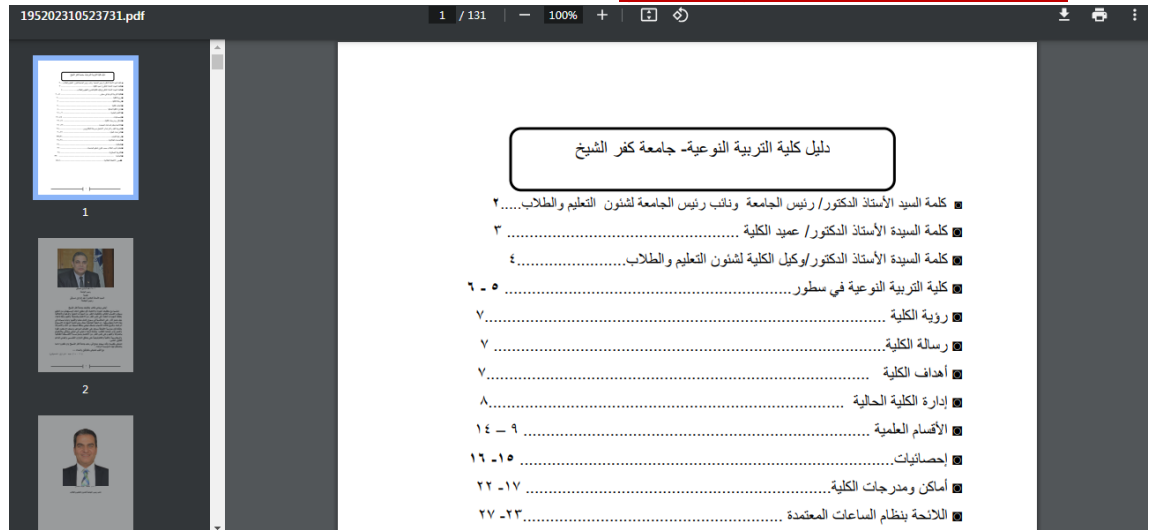 195202310523731.pdf
1 / 131 | − 100% +
1
2
دليل كلية التربية النوعية- جامعة كفر الشيخ
◙ كلمة السيد الأستاذ الدكتور/ رئيس الجامعة ونائب رئيس الجامعة لشئون التعليم والطلاب.....٢
◙ كلمة السيدة الأستاذ الدكتور/ عميد الكلية ................................................... ٣
◙ كلمة السيدة الأستاذ الدكتور/وكيل الكلية لشئون التعليم والطلاب........................٤
◙ كلية التربية النوعية في سطور.................................................................... ٥ - ٦
◙ رؤية الكلية .......................................................................................٧
◙ رسالة الكلية...................................................................................... ٧
◙ أهداف الكلية ...................................................................................٧
◙ إدارة الكلية الحالية ..............................................................................٨
◙ الأقسام العلمية ............................................................................ ٩ – ١٤
◙ إحصائيات.................................................................................. ١٥- ١٦
◙ أماكن ومدرجات الكلية.................................................................. ١٧- ٢٢
◙ اللائحة بنظام الساعات المعتمدة .........................................................٢٣- ٢٧